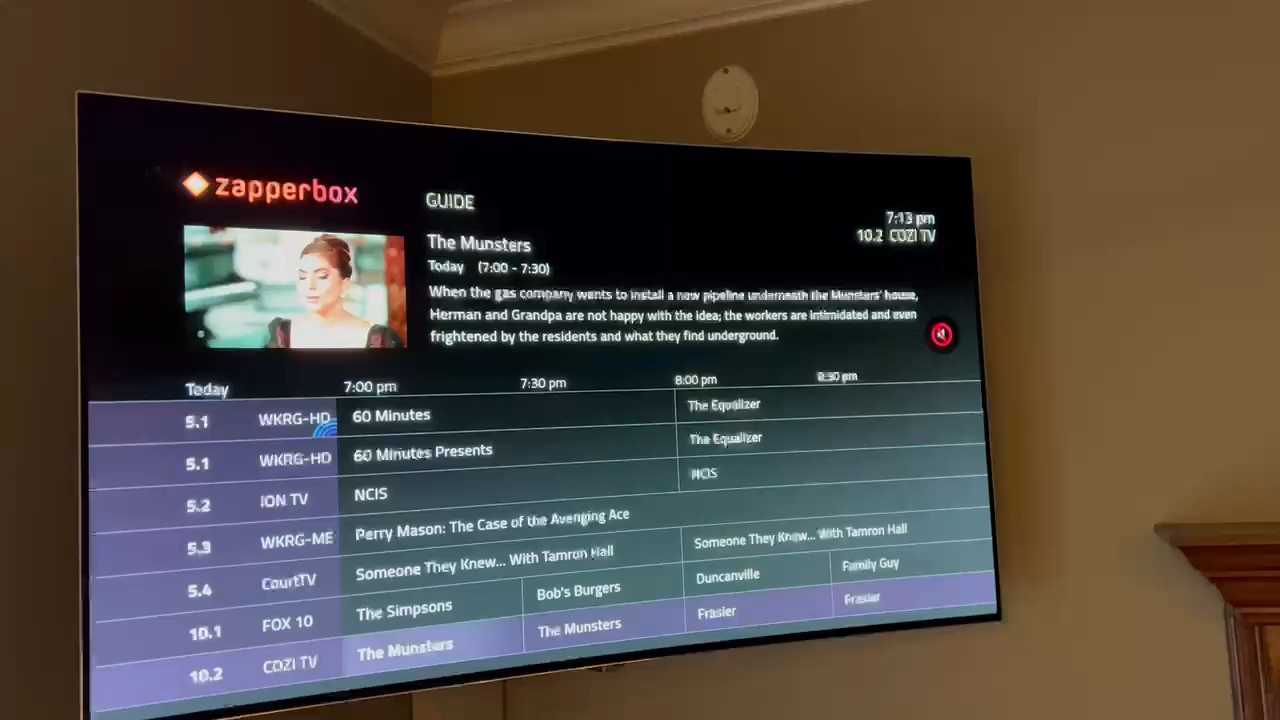 zapperbox
GUIDE
7:13 pm
10.2 COZI TV
The Munsters
Today (7:00 - 7:30)
When the gas company wants to install a new pipeline underneath the Munsters' house,
Herman and Grandpa are not happy with the idea; the workers are intimidated and even
frightened by the residents and what they find underground.
Today 7:00 pm 7:30 pm 8:00 pm 8:30 pm
5.1 WKRG-HD 60 Minutes The Equalizer
5.1 WKRG-HD 60 Minutes Presents The Equalizer
5.2 ION TV NCIS NCIS
5.3 WKRG-ME Perry Mason: The Case of the Avenging Ace
5.4 CourtTV Someone They Knew... With Tamron Hall Someone They Knew... With Tamron Hall
10.1 FOX 10 The Simpsons Bob's Burgers Duncanville Family Guy
10.2 COZI TV The Munsters The Munsters Frasier Frasier